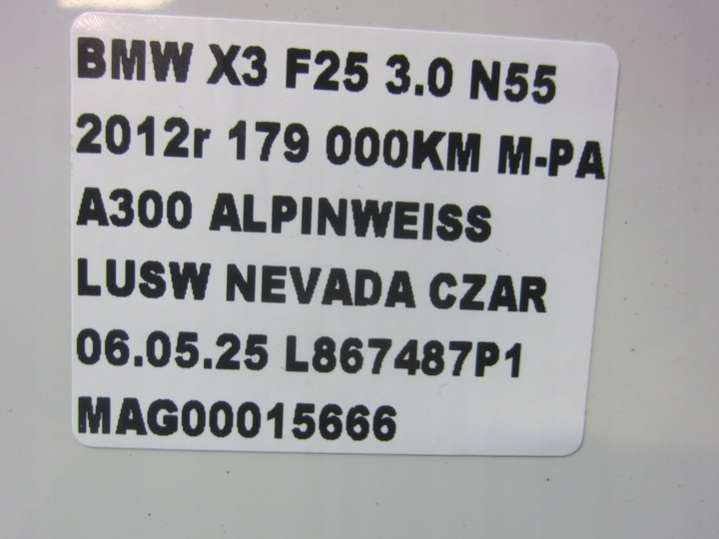 BMW X3 F25 3.0 N55
2012r 179 000KM M-PA
A300 ALPINWEISS
LUSW NEVADA CZAR
06.05.25 L867487P1
MAG00015666